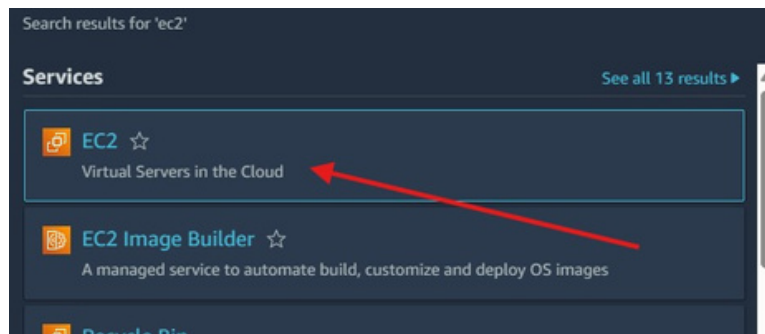 Search results for 'ec2'
Services
See all 13 results ▶
EC2 ☆
Virtual Servers in the Cloud
EC2 Image Builder ☆
A managed service to automate build, customize and deploy OS images